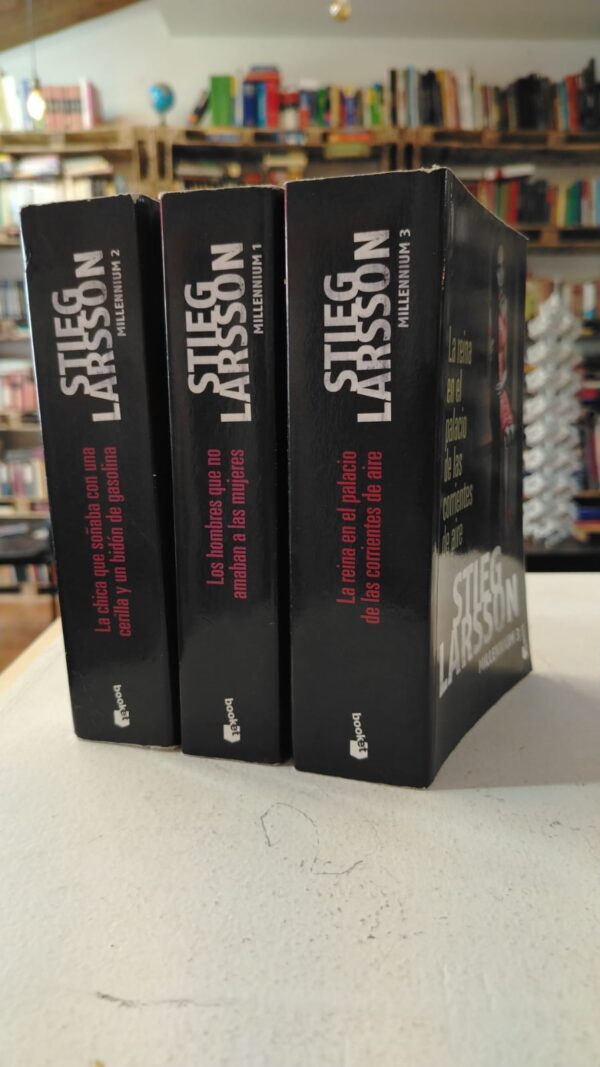 STIEG
LARSSON
MILLENNIUM 2
La chica que soñaba con una
cerilla y un bidón de gasolina
booket
STIEG
LARSSON
MILLENNIUM 1
Los hombres que no
amaban a las mujeres
booket
STIEG
LARSSON
MILLENNIUM 3
La reina en el palacio
de las corrientes de aire
booket
La reina
en el
palacio
de las
corrientes
de aire
STIEG
LARSSON
MILLENNIUM 3